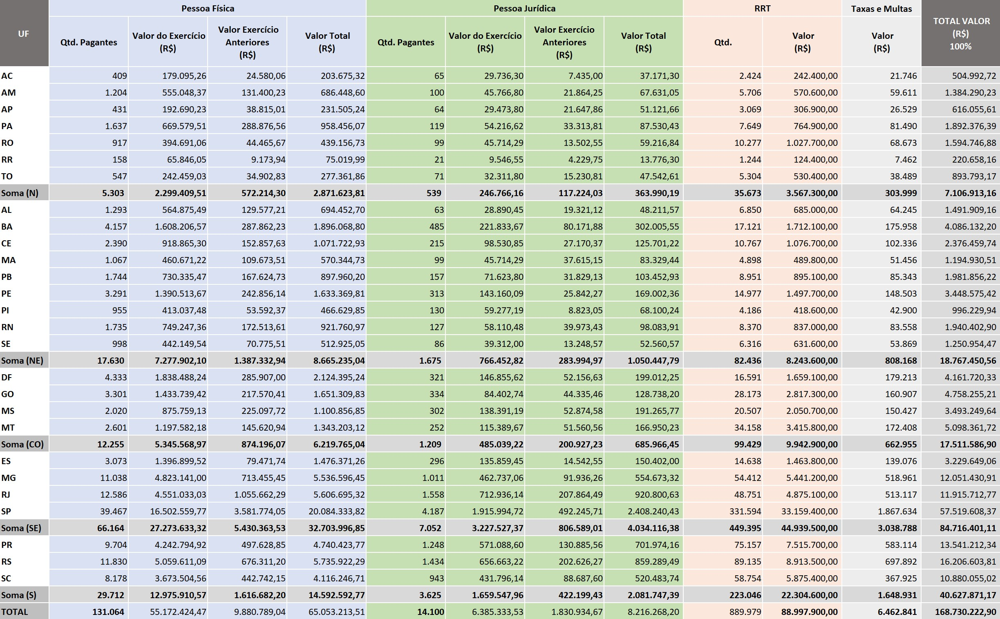 UF Pessoa Física Pessoa Jurídica RRT Taxas e Multas TOTAL VALOR (R$) 100%
Qtd. Pagantes Valor do Exercício (R$) Valor Exercício Anteriores (R$) Valor Total (R$) Qtd. Pagantes Valor do Exercício (R$) Valor Exercício Anteriores (R$) Valor Total (R$) Qtd. Valor (R$) Valor (R$)
AC 409 179.095,26 24.580,06 203.675,32 65 29.736,30 7.435,00 37.171,30 2.424 242.400,00 21.746 504.992,72
AM 1.204 555.048,37 131.400,23 686.448,60 100 45.766,80 21.864,25 67.631,05 5.706 570.600,00 59.611 1.384.290,23
AP 431 192.690,23 38.815,01 231.505,24 64 29.473,80 21.647,86 51.121,66 3.069 306.900,00 26.529 616.055,61
PA 1.637 669.579,51 288.876,56 958.456,07 119 54.216,62 33.313,81 87.530,43 7.649 764.900,00 81.490 1.892.376,39
RO 917 394.691,06 44.465,67 439.156,73 99 45.714,29 13.502,55 59.216,84 10.277 1.027.700,00 68.673 1.594.746,88
RR 158 65.846,05 9.173,94 75.019,99 21 9.546,55 4.229,75 13.776,30 1.244 124.400,00 7.462 220.658,16
TO 547 242.459,03 34.902,83 277.361,86 71 32.311,80 15.230,81 47.542,61 5.304 530.400,00 38.489 893.793,17
Soma (N) 5.303 2.299.409,51 572.214,30 2.871.623,81 539 246.766,16 117.224,03 363.990,19 35.673 3.567.300,00 303.999 7.106.913,16
AL 1.293 564.875,49 129.577,21 694.452,70 63 28.890,45 19.321,12 48.211,57 6.850 685.000,00 64.245 1.491.909,16
BA 4.157 1.608.206,57 287.862,23 1.896.068,80 485 221.833,67 80.171,88 302.005,55 17.121 1.712.100,00 175.958 4.086.132,20
CE 2.390 918.865,30 152.857,63 1.071.722,93 215 98.530,85 27.170,37 125.701,22 10.767 1.076.700,00 102.336 2.376.459,74
MA 1.067 460.671,22 109.673,51 570.344,73 99 45.714,29 37.615,15 83.329,44 4.898 489.800,00 51.456 1.194.930,51
PB 1.744 730.335,47 167.624,73 897.960,20 157 71.623,80 31.829,13 103.452,93 8.951 895.100,00 85.343 1.981.856,22
PE 3.291 1.390.513,67 242.856,14 1.633.369,81 313 143.160,09 25.842,27 169.002,36 14.977 1.497.700,00 148.503 3.448.575,42
PI 955 413.037,48 53.592,37 466.629,85 130 59.277,19 8.823,05 68.100,24 4.186 418.600,00 42.900 996.229,94
RN 1.735 749.247,36 172.513,61 921.760,97 127 58.110,48 39.973,43 98.083,91 8.370 837.000,00 83.558 1.940.402,90
SE 998 442.149,54 70.775,51 512.925,05 86 39.312,00 13.248,57 52.560,57 6.316 631.600,00 53.869 1.250.954,47
Soma (NE) 17.630 7.277.902,10 1.387.332,94 8.665.235,04 1.675 766.452,82 283.994,97 1.050.447,79 82.436 8.243.600,00 808.168 18.767.450,56
DF 4.333 1.838.488,24 285.907,00 2.124.395,24 321 146.855,62 52.156,63 199.012,25 16.591 1.659.100,00 179.213 4.161.720,33
GO 3.301 1.433.739,42 217.570,41 1.651.309,83 334 84.402,74 44.335,46 128.738,20 28.173 2.817.300,00 160.907 4.758.255,21
MS 2.020 875.759,13 225.097,72 1.100.856,85 302 138.391,19 52.874,58 191.265,77 20.507 2.050.700,00 150.427 3.493.249,64
MT 2.601 1.197.582,18 145.620,94 1.343.203,12 252 115.389,67 51.560,56 166.950,23 34.158 3.415.800,00 172.408 5.098.361,72
Soma (CO) 12.255 5.345.568,97 874.196,07 6.219.765,04 1.209 485.039,22 200.927,23 685.966,45 99.429 9.942.900,00 662.955 17.511.586,90
ES 3.073 1.396.899,52 79.471,74 1.476.371,26 296 135.859,45 14.542,55 150.402,00 14.638 1.463.800,00 139.076 3.229.649,06
MG 11.038 4.823.141,00 713.455,45 5.536.596,45 1.011 462.737,06 91.936,26 554.673,32 54.412 5.441.200,00 518.961 12.051.430,91
RJ 12.586 4.551.033,03 1.055.662,29 5.606.695,32 1.558 712.936,14 207.864,49 920.800,63 48.751 4.875.100,00 513.117 11.915.712,77
SP 39.467 16.502.559,77 3.581.774,05 20.084.333,82 4.187 1.915.994,72 492.245,71 2.408.240,43 331.594 33.159.400,00 1.867.634 57.519.608,37
Soma (SE) 66.164 27.273.633,32 5.430.363,53 32.703.996,85 7.052 3.227.527,37 806.589,01 4.034.116,38 449.395 44.939.500,00 3.038.788 84.716.401,11
PR 9.704 4.242.794,92 497.628,85 4.740.423,77 1.248 571.088,60 130.885,56 701.974,16 75.157 7.515.700,00 583.114 13.541.212,34
RS 11.830 5.059.611,09 676.311,20 5.735.922,29 1.434 656.663,22 202.626,27 859.289,49 89.135 8.913.500,00 697.892 16.206.603,81
SC 8.178 3.673.504,56 442.742,15 4.116.246,71 943 431.796,14 88.687,60 520.483,74 58.754 5.875.400,00 367.925 10.880.055,02
Soma (S) 29.712 12.975.910,57 1.616.682,20 14.592.592,77 3.625 1.659.547,96 422.199,43 2.081.747,39 223.046 22.304.600,00 1.648.931 40.627.871,17
TOTAL 131.064 55.172.424,47 9.880.789,04 65.053.213,51 14.100 6.385.333,53 1.830.934,67 8.216.268,20 889.979 88.997.900,00 6.462.841 168.730.222,90